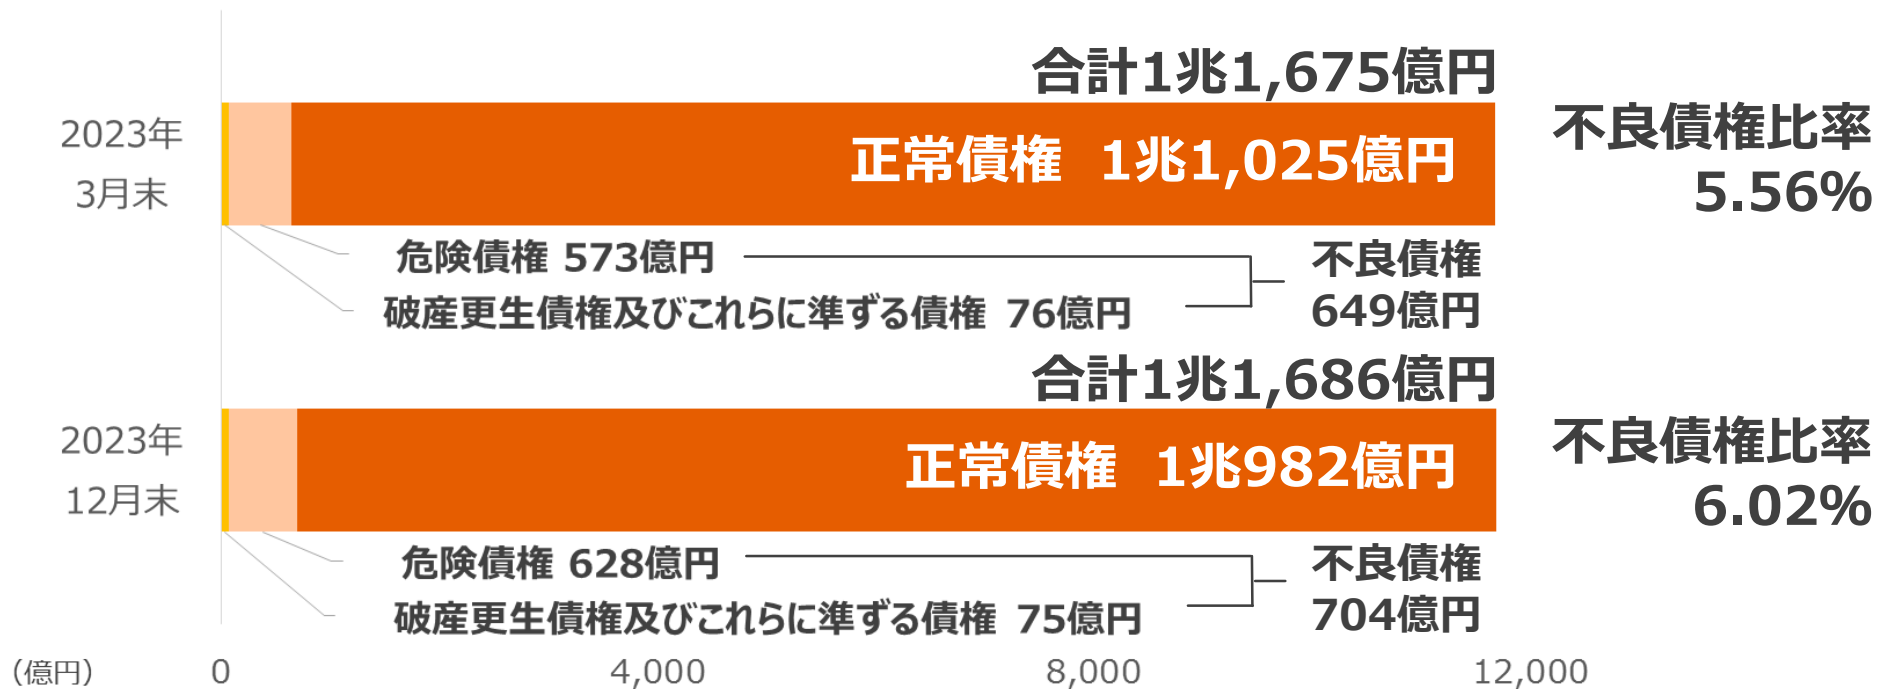 合計1兆1,675億円
2023年
3月末
正常債権 1兆1,025億円
不良債権比率
5.56%
危険債権 573億円
破産更生債権及びこれらに準ずる債権 76億円
不良債権
649億円
合計1兆1,686億円
2023年
12月末
正常債権 1兆982億円
不良債権比率
6.02%
危険債権 628億円
破産更生債権及びこれらに準ずる債権 75億円
不良債権
704億円
(億円) 0 4,000 8,000 12,000